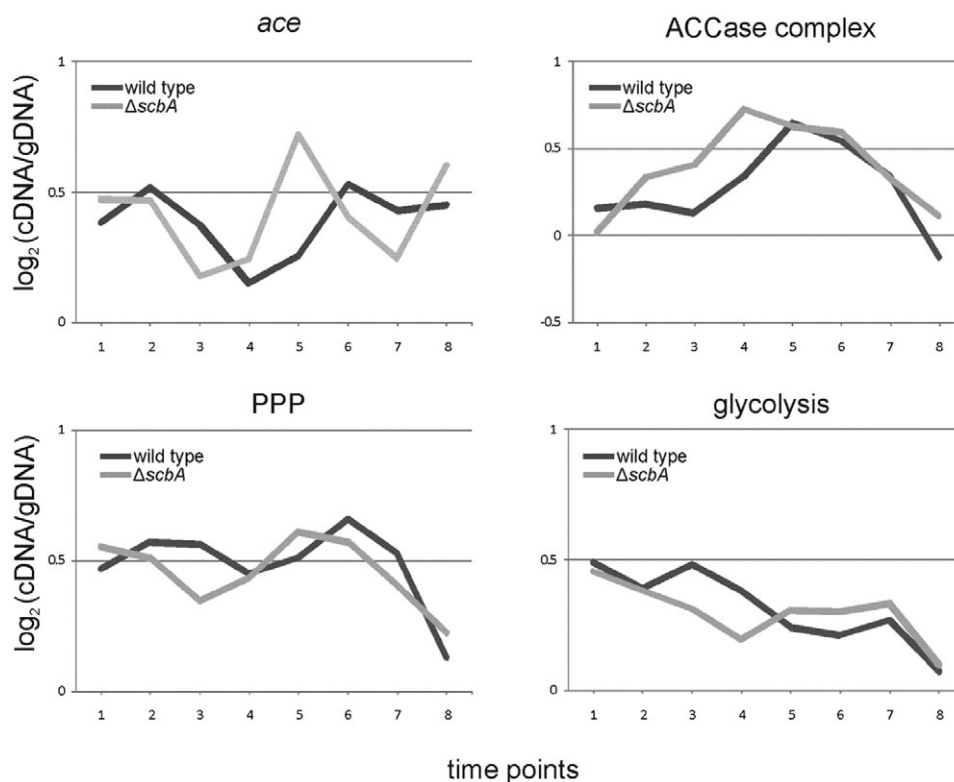 ace
ACCase complex
log₂ (cDNA/gDNA)
1
wild type
ΔscbA
0.5
0
1 2 3 4 5 6 7 8
1
wild type
ΔscbA
0.5
0
-0.5
1 2 3 4 5 6 7 8
PPP
glycolysis
log₂ (cDNA/gDNA)
1
wild type
ΔscbA
0.5
0
1 2 3 4 5 6 7 8
1
wild type
ΔscbA
0.5
0
1 2 3 4 5 6 7 8
time points